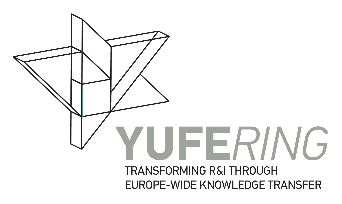 YUFERING
TRANSFORMING R&I THROUGH
EUROPE-WIDE KNOWLEDGE TRANSFER